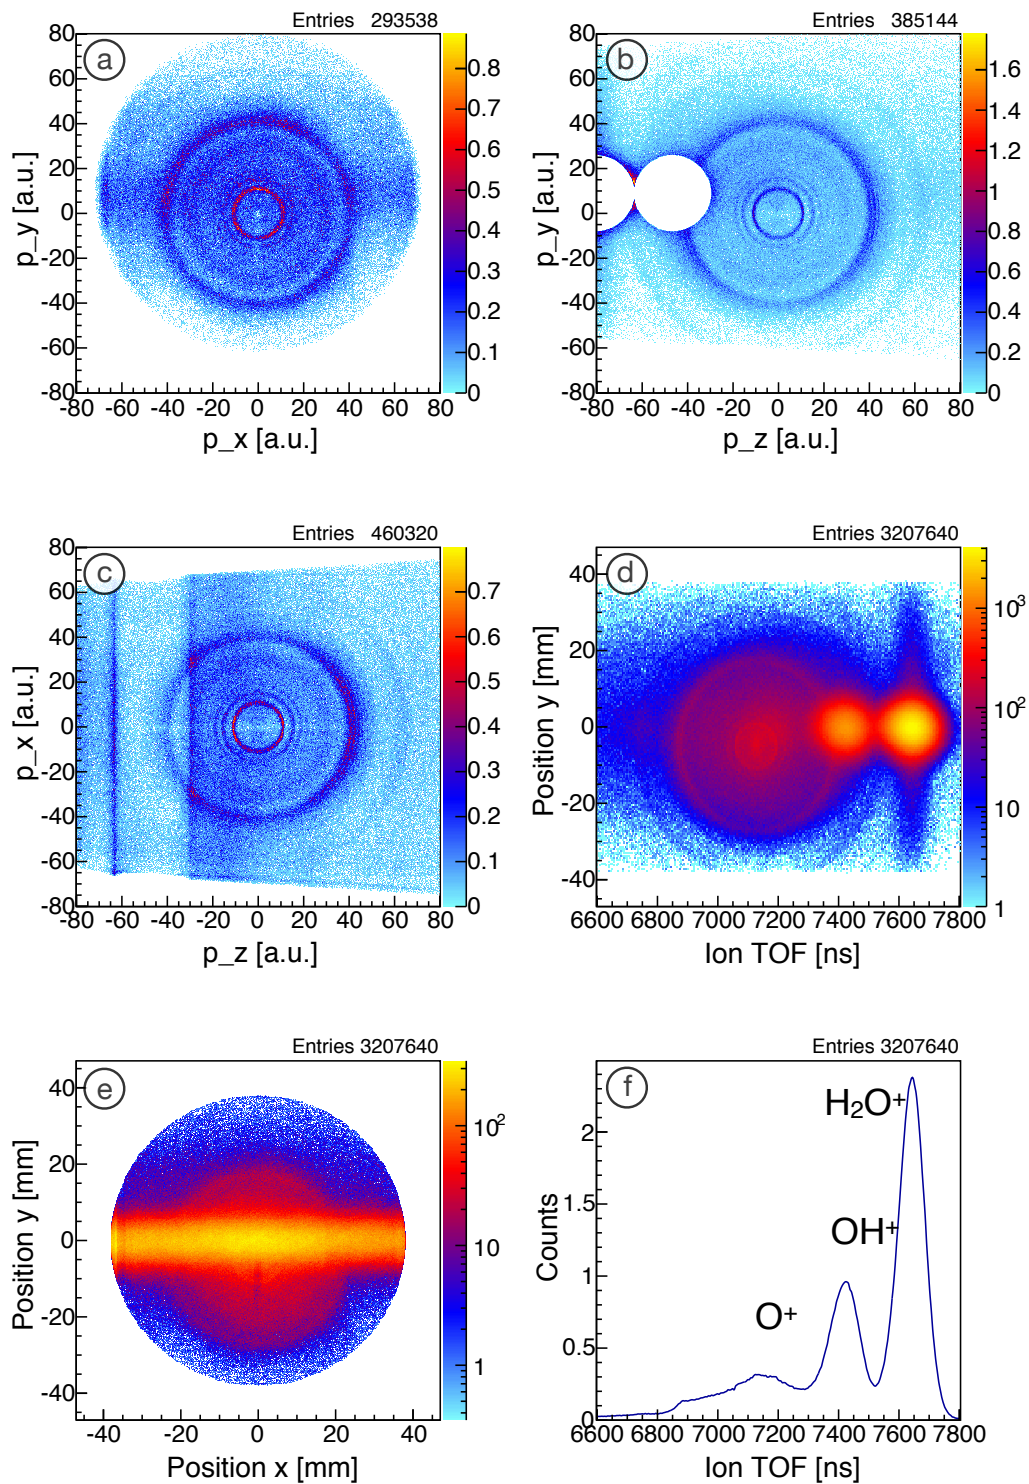 Entries 293538
a
80
60
40
20
0
-20
-40
-60
-80
p_y [a.u.]
-80 -60 -40 -20 0 20 40 60 80
p_x [a.u.]
0.8
0.7
0.6
0.5
0.4
0.3
0.2
0.1
0
Entries 385144
b
80
60
40
20
0
-20
-40
-60
-80
p_y [a.u.]
-80 -60 -40 -20 0 20 40 60 80
p_z [a.u.]
1.6
1.4
1.2
1
0.8
0.6
0.4
0.2
0
Entries 460320
c
80
60
40
20
0
-20
-40
-60
-80
p_x [a.u.]
-80 -60 -40 -20 0 20 40 60 80
p_z [a.u.]
0.7
0.6
0.5
0.4
0.3
0.2
0.1
0
Entries 3207640
d
40
20
0
-20
-40
Position y [mm]
6600 6800 7000 7200 7400 7600 7800
Ion TOF [ns]
10³
10²
10
1
Entries 3207640
e
40
20
0
-20
-40
Position y [mm]
-40 -20 0 20 40
Position x [mm]
10²
10
1
Entries 3207640
f
H₂O⁺
OH⁺
O⁺
2
1.5
1
0.5
0
Counts
6600 6800 7000 7200 7400 7600 7800
Ion TOF [ns]